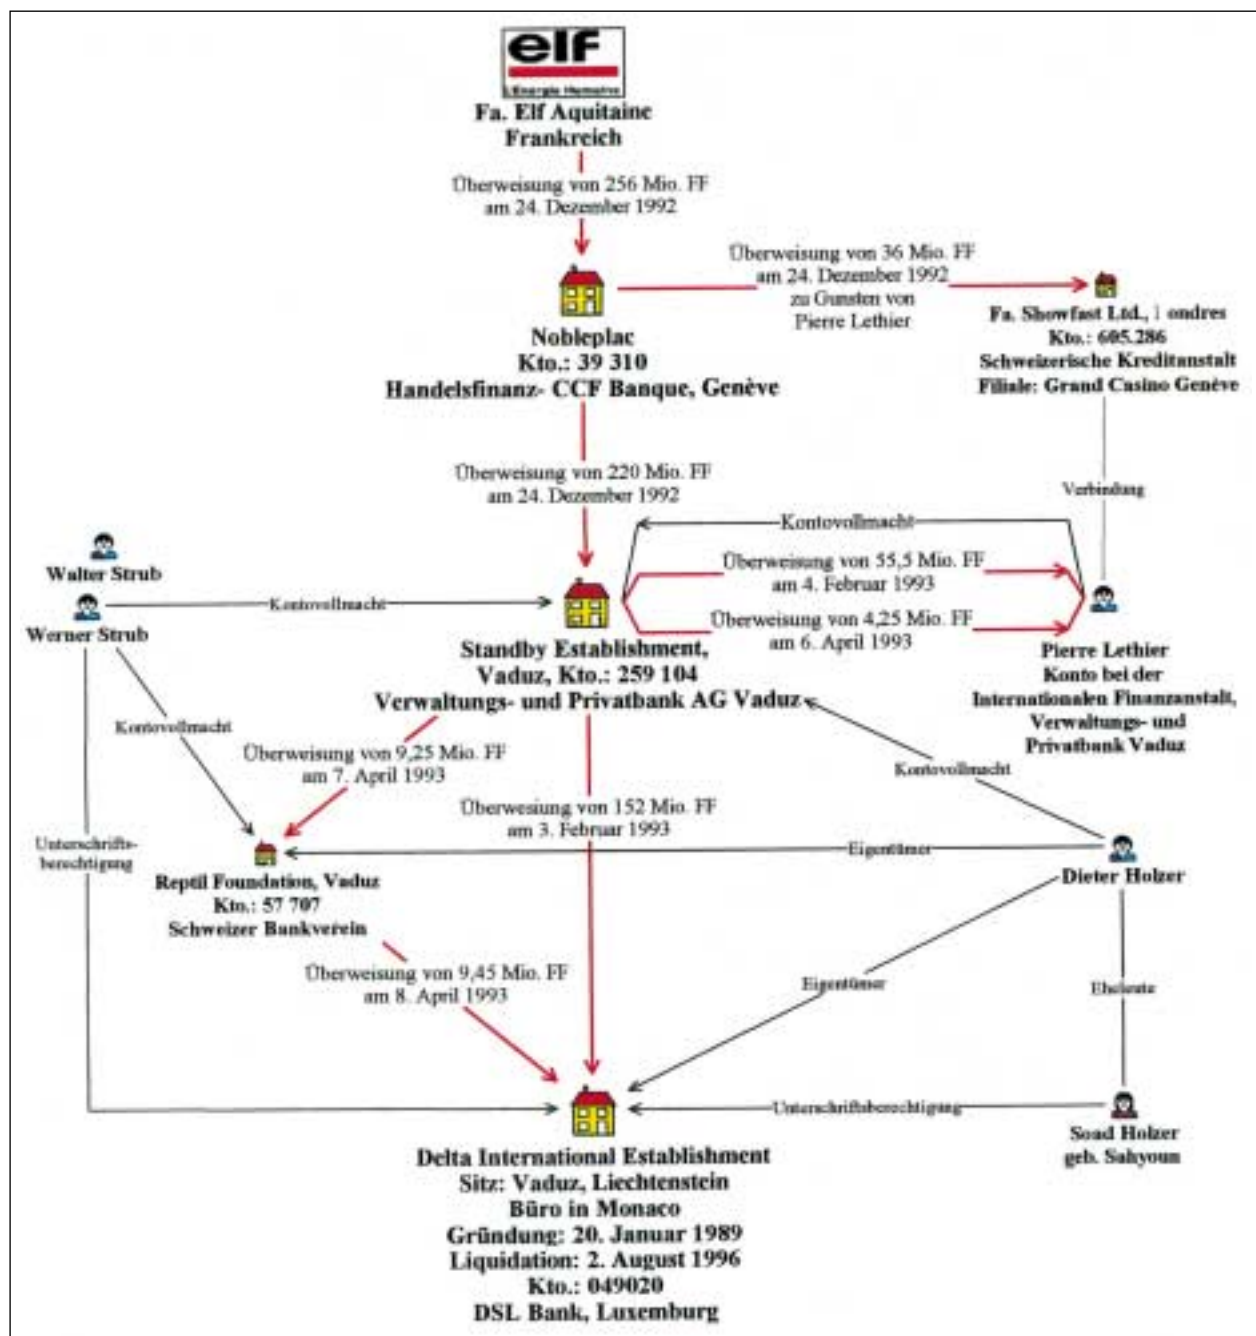 elf
L'Energie Humaine
Fa. Elf Aquitaine
Frankreich
Überweisung von 256 Mio. FF
am 24. Dezember 1992
Überweisung von 36 Mio. FF
am 24. Dezember 1992
zu Gunsten von
Pierre Lethier
Fa. Showfast Ltd., ondres
Kto.: 605.286
Schweizerische Kreditanstalt
Filiale: Grand Casino Genève
Nobleplac
Kto.: 39 310
Handelsfinanz- CCF Banque, Genève
Überweisung von 220 Mio. FF
am 24. Dezember 1992
Verbindung
Kontovollmacht
Walter Strub
Werner Strub
Kontovollmacht
Überweisung von 55,5 Mio. FF
am 4. Februar 1993
Überweisung von 4,25 Mio. FF
am 6. April 1993
Standby Establishment,
Vaduz, Kto.: 259 104
Verwaltungs- und Privatbank AG Vaduz
Pierre Lethier
Konto bei der
Internationalen Finanzanstalt,
Verwaltungs- und
Privatbank Vaduz
Kontovollmacht
Überweisung von 9,25 Mio. FF
am 7. April 1993
Kontovollmacht
Überwesiung von 152 Mio. FF
am 3. Februar 1993
Unterschrifts-
berechtigung
Eigentümer
Dieter Holzer
Reptil Foundation, Vaduz
Kto.: 57 707
Schweizer Bankverein
Überweisung von 9,45 Mio. FF
am 8. April 1993
Eigentümer
Eheleute
Unterschriftsberechtigung
Soad Holzer
geb. Sahyoun
Delta International Establishment
Sitz: Vaduz, Liechtenstein
Büro in Monaco
Gründung: 20. Januar 1989
Liquidation: 2. August 1996
Kto.: 049020
DSL Bank, Luxemburg